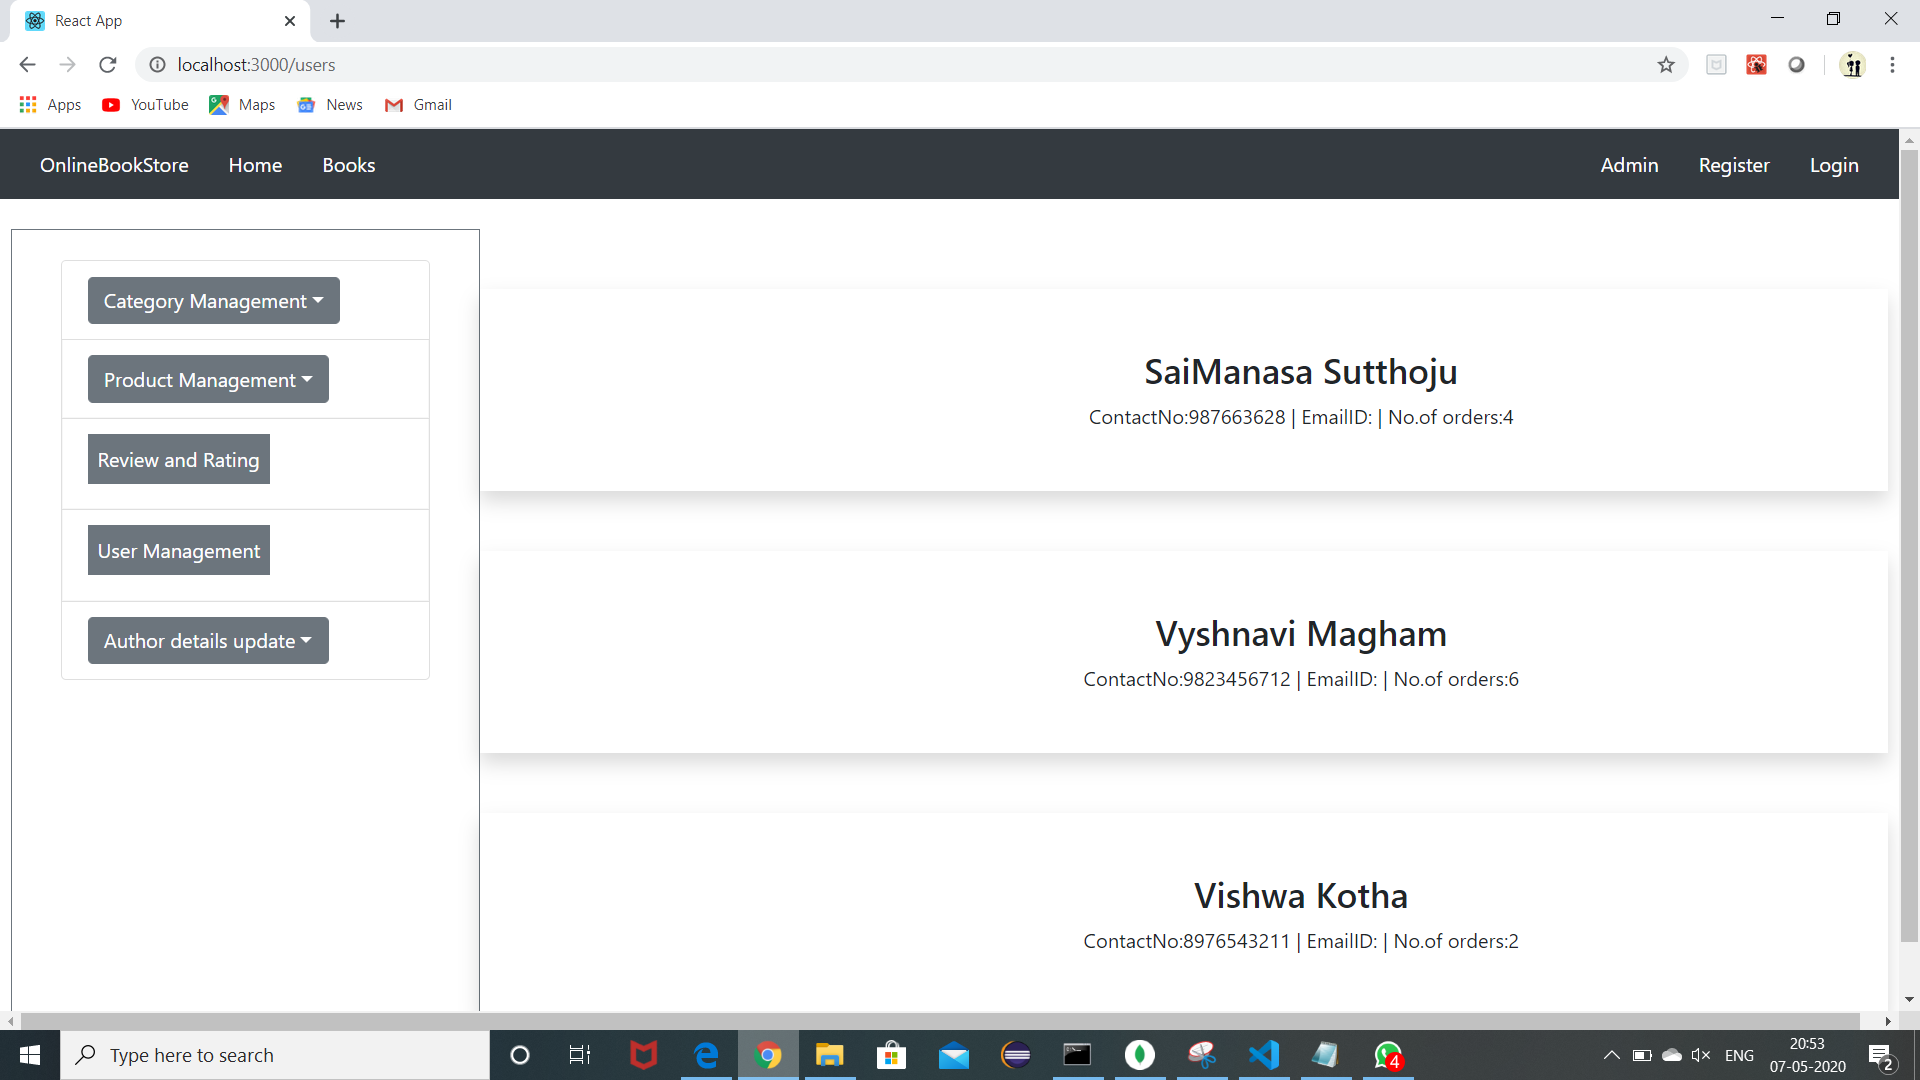 React App
localhost:3000/users
Apps YouTube Maps News Gmail
OnlineBookStore Home Books Admin Register Login
Category Management
Product Management
Review and Rating
User Management
Author details update
SaiManasa Sutthoju
ContactNo:987663628 | EmailID: | No.of orders:4
Vyshnavi Magham
ContactNo:9823456712 | EmailID: | No.of orders:6
Vishwa Kotha
ContactNo:8976543211 | EmailID: | No.of orders:2
Type here to search
4
ENG
20:53
07-05-2020
2